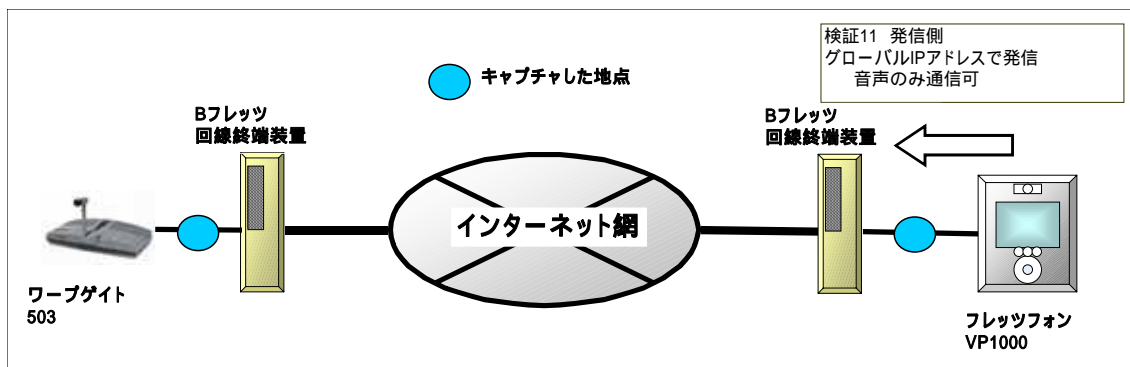 検証11 発信側
グローバルIPアドレスで発信
音声のみ通信可
キャプチャした地点
Bフレッツ
回線終端装置
Bフレッツ
回線終端装置
インターネット網
ワープゲイト
503
フレッツフォン
VP1000